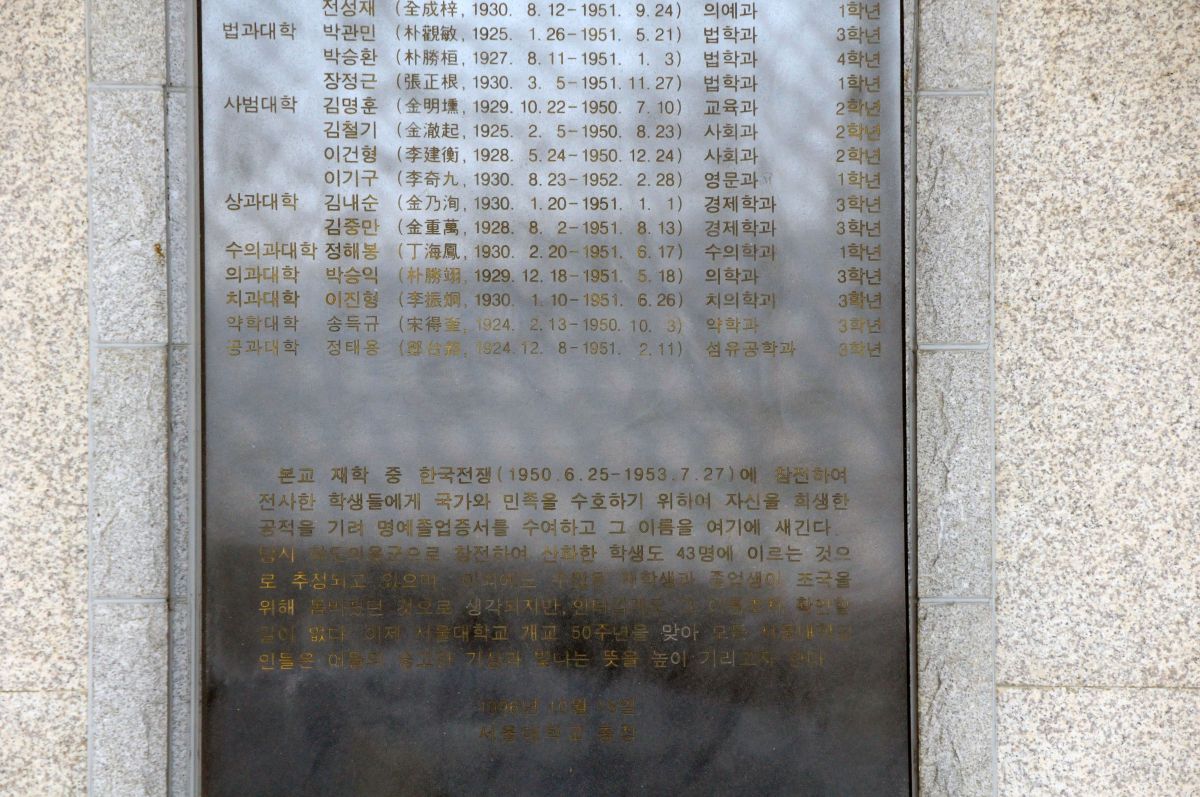 전성재 (全成梓, 1930. 8.12-1951. 9.24) 의예과 1학년
법과대학 박관민 (朴觀敏, 1925. 1.26-1951. 5.21) 법학과 3학년
박승환 (朴勝桓, 1927. 8.11-1951. 1. 3) 법학과 4학년
장정근 (張正根, 1930. 3. 5-1951.11.27) 법학과 1학년
사범대학 김명훈 (金明壎, 1929.10.22-1950. 7.10) 교육과 2학년
김철기 (金澈起, 1925. 2. 5-1950. 8.23) 사회과 2학년
이건형 (李建衡, 1928. 5.24-1950.12.24) 사회과 2학년
이기구 (李奇九, 1930. 8.23-1952. 2.28) 영문과 1학년
상과대학 김내순 (金乃洵, 1930. 1.20-1951. 1. 1) 경제학과 3학년
김중만 (金重萬, 1928. 8. 2-1951. 8.13) 경제학과 3학년
수의과대학 정해봉 (丁海鳳, 1930. 2.20-1951. 6.17) 수의학과 1학년
의과대학 박승익 (朴勝翊, 1929.12.18-1951. 5.18) 의학과 3학년
치과대학 이진형 (李振炯, 1930. 1.10-1951. 6.26) 치의학과 3학년
약학대학 송득규 (宋得奎, 1924. 2.13-1950.10. 3) 약학과 3학년
공과대학 정태용 (1924.12. 8-1951. 2.11) 섬유공학과 3학년
본교 재학 중 한국전쟁(1950.6.25-1953.7.27)에 참전하여
전사한 학생들에게 국가와 민족을 수호하기 위하여 자신을 희생한
공적을 기려 명예졸업증서를 수여하고 그 이름을 여기에 새긴다.
당시 학도의용군으로 참전하여 산화한 학생도 43명에 이르는 것으
로 추정되고 있으며, 이외에도 재학생과 졸업생이 조국을
위해 몸바쳤던 것으로 생각되지만, 안타깝게도 그 이름조차 확인할
길이 없다. 이제 서울대학교 개교 50주년을 맞아 모든 서울대학교
인들은 이들의 숭고한 기상과 빛나는 뜻을 높이 기리고자 한다.
1996년 10월
서울대학교 총장